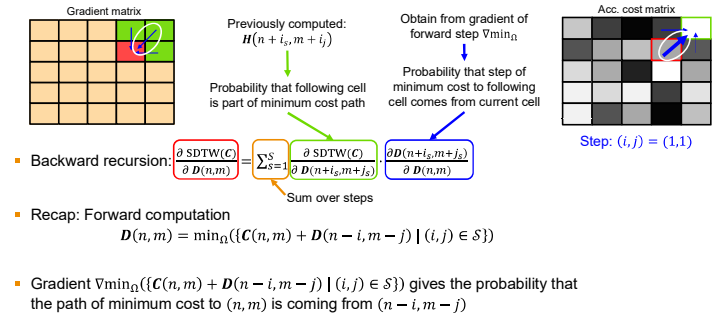 Gradient matrix
Previously computed:
H(n + i_s, m + i_j)
Obtain from gradient of
forward step ∇min_Ω
Acc. cost matrix
Probability that following cell
is part of minimum cost path
Probability that step of
minimum cost to following
cell comes from current cell
Step: (i, j) = (1,1)
Backward recursion: ∂ SDTW(C) / ∂ D(n,m) = ∑_{s=1}^{S} ∂ SDTW(C) / ∂ D(n+i_s,m+j_s) · ∂D(n+i_s,m+j_s) / ∂ D(n,m)
Sum over steps
Recap: Forward computation
D(n, m) = min_Ω({C(n, m) + D(n − i, m − j) | (i, j) ∈ S})
Gradient ∇min_Ω({C(n, m) + D(n − i, m − j) | (i, j) ∈ S}) gives the probability that
the path of minimum cost to (n, m) is coming from (n − i, m − j)